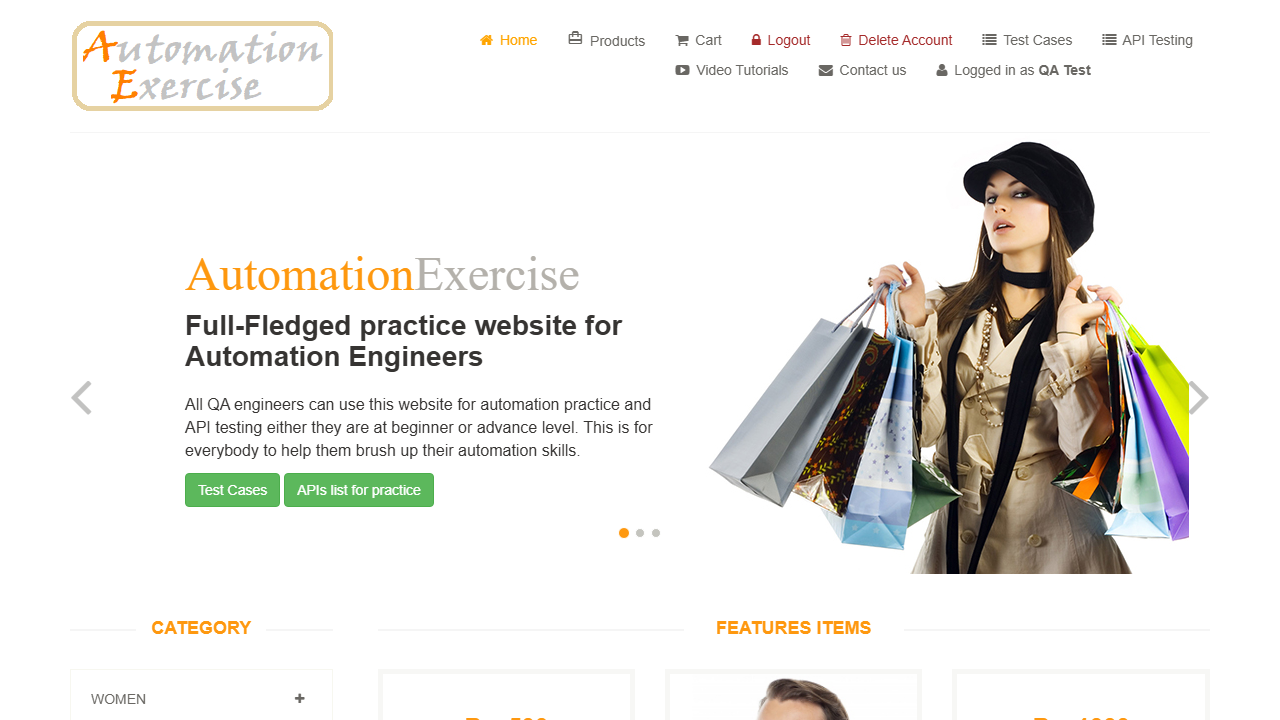 Automation
Exercise
Home Products Cart Logout Delete Account Test Cases API Testing
Video Tutorials Contact us Logged in as QA Test
AutomationExercise
Full-Fledged practice website for
Automation Engineers
All QA engineers can use this website for automation practice and
API testing either they are at beginner or advance level. This is for
everybody to help them brush up their automation skills.
Test Cases APIs list for practice
CATEGORY
FEATURES ITEMS
WOMEN